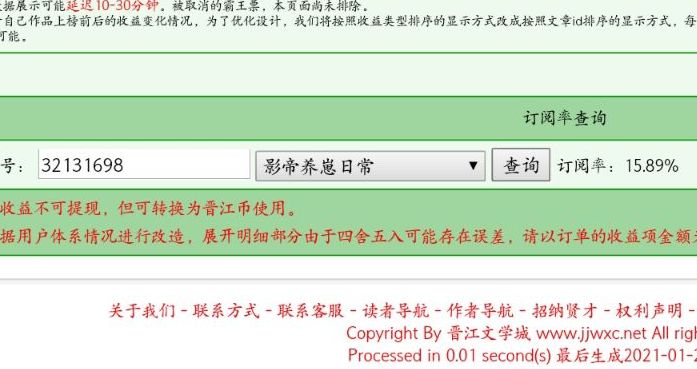 据展示可能延迟10-30分钟。被取消的霸王票，本页面尚未排除。
自己作品上榜前后的收益变化情况，为了优化设计，我们将按照收益类型排序的显示方式改成按照文章id排序的显示方式，每
可能。
订阅率查询
号： 32131698 影帝养崽日常 ▼ 查询 订阅率：15.89%
收益不可提现，但可转换为晋江币使用。
据用户体系情况进行改造，展开明细部分由于四舍五入可能存在误差，请以订单的收益项金额
关于我们 - 联系方式 - 联系客服 - 读者导航 - 作者导航 - 招纳贤才 - 权利声明 -
Copyright By 晋江文学城 www.jjwxc.net All righ
Processed in 0.01 second(s) 最后生成2021-01-2